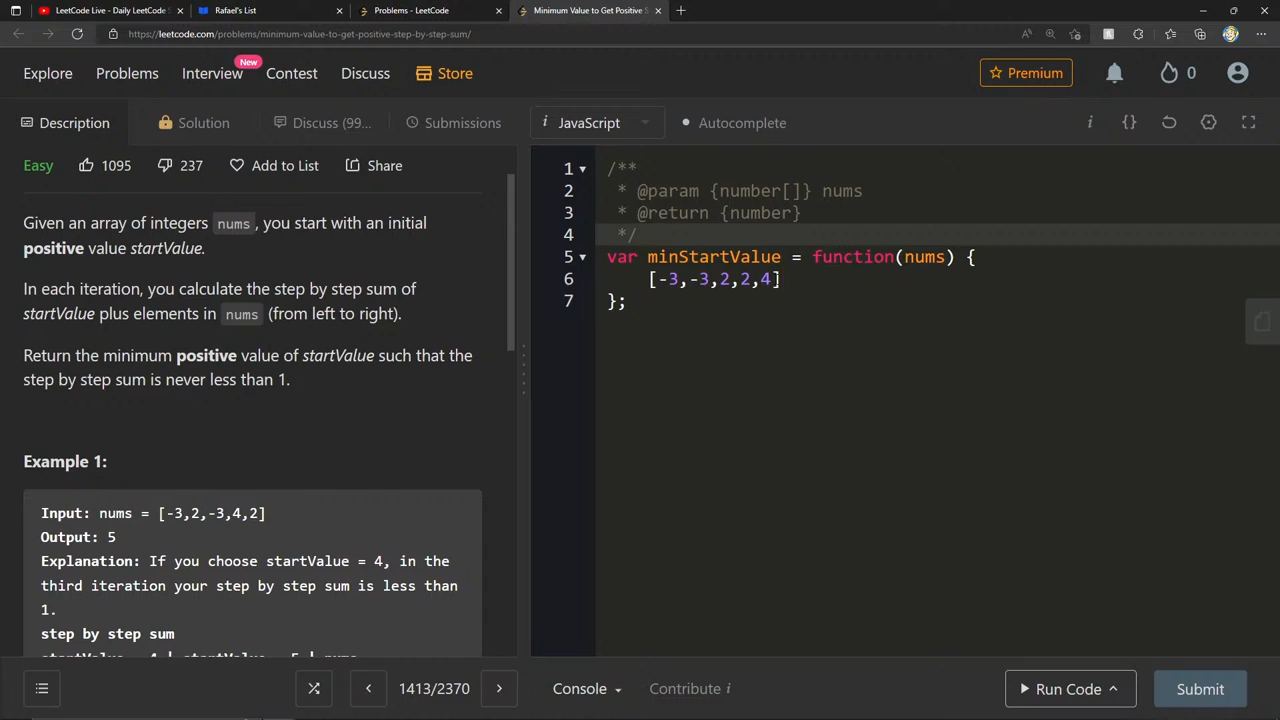 LeetCode Live - Daily LeetCode
Rafael's List
Problems - LeetCode
Minimum Value to Get Positive S
https://leetcode.com/problems/minimum-value-to-get-positive-step-by-step-sum/
Explore
Problems
Interview
New
Contest
Discuss
Store
Premium
0
Description
Solution
Discuss (99...
Submissions
JavaScript
Autocomplete
Easy
1095
237
Add to List
Share
Given an array of integers nums, you start with an initial
positive value startValue.
In each iteration, you calculate the step by step sum of
startValue plus elements in nums (from left to right).
Return the minimum positive value of startValue such that the
step by step sum is never less than 1.
Example 1:
Input: nums = [-3,2,-3,4,2]
Output: 5
Explanation: If you choose startValue = 4, in the
third iteration your step by step sum is less than
1.
step by step sum
startValue = 4 | startValue = 5 | nums
1 /**
2 * @param {number[]} nums
3 * @return {number}
4 */
5 var minStartValue = function(nums) {
6 [-3,-3,2,2,4]
7 };
1413/2370
Console
Contribute i
Run Code
Submit